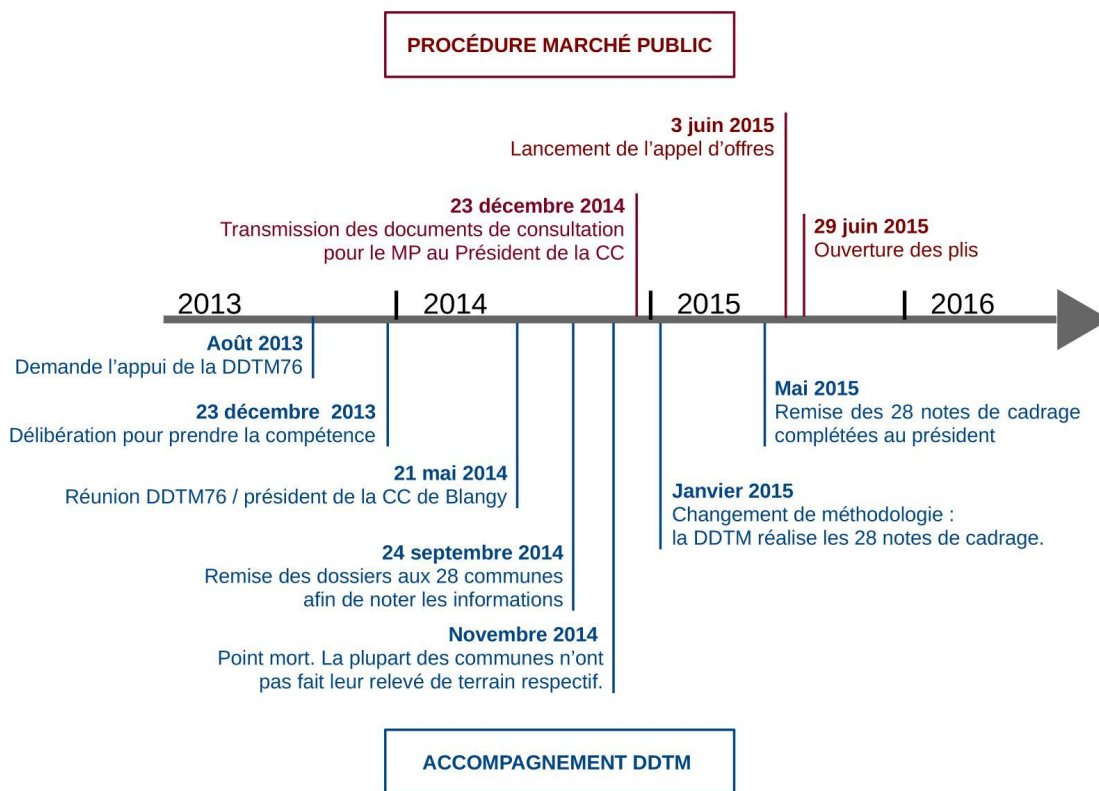 PROCÉDURE MARCHÉ PUBLIC
3 juin 2015
Lancement de l'appel d'offres
23 décembre 2014
Transmission des documents de consultation
pour le MP au Président de la CC
29 juin 2015
Ouverture des plis
2013
2014
2015
2016
Août 2013
Demande l'appui de la DDTM76
23 décembre 2013
Délibération pour prendre la compétence
21 mai 2014
Réunion DDTM76 / président de la CC de Blangy
24 septembre 2014
Remise des dossiers aux 28 communes
afin de noter les informations
Novembre 2014
Point mort. La plupart des communes n'ont
pas fait leur relevé de terrain respectif.
Mai 2015
Remise des 28 notes de cadrage
complétées au président
Janvier 2015
Changement de méthodologie :
la DDTM réalise les 28 notes de cadrage.
ACCOMPAGNEMENT DDTM